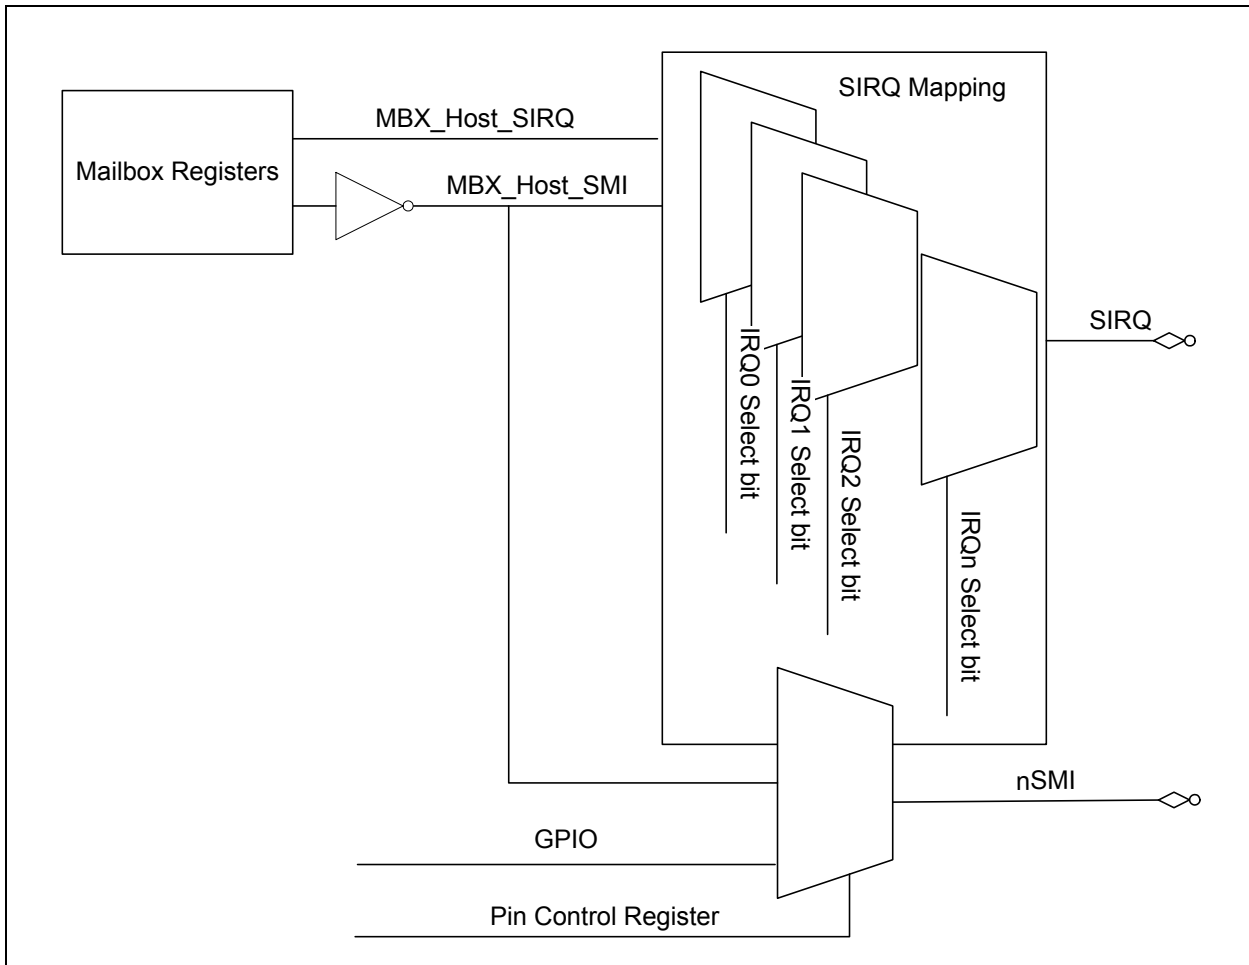 SIRQ Mapping
MBX_Host_SIRQ
Mailbox Registers
MBX_Host_SMI
SIRQ
IRQ0 Select bit
IRQ1 Select bit
IRQ2 Select bit
IRQn Select bit
nSMI
GPIO
Pin Control Register